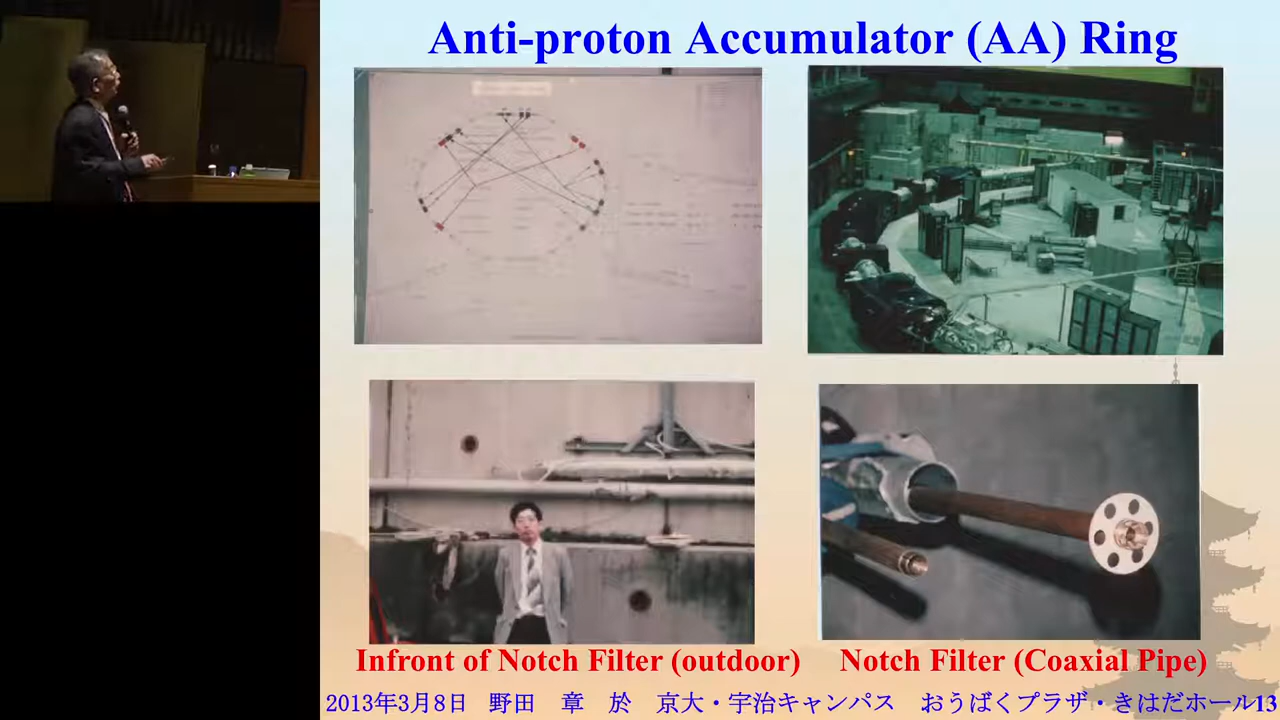 Anti-proton Accumulator (AA) Ring
Infront of Notch Filter (outdoor)
Notch Filter (Coaxial Pipe)
2013年3月8日 野田 章 於 京大・宇治キャンパス おうばくプラザ・きはだホール13